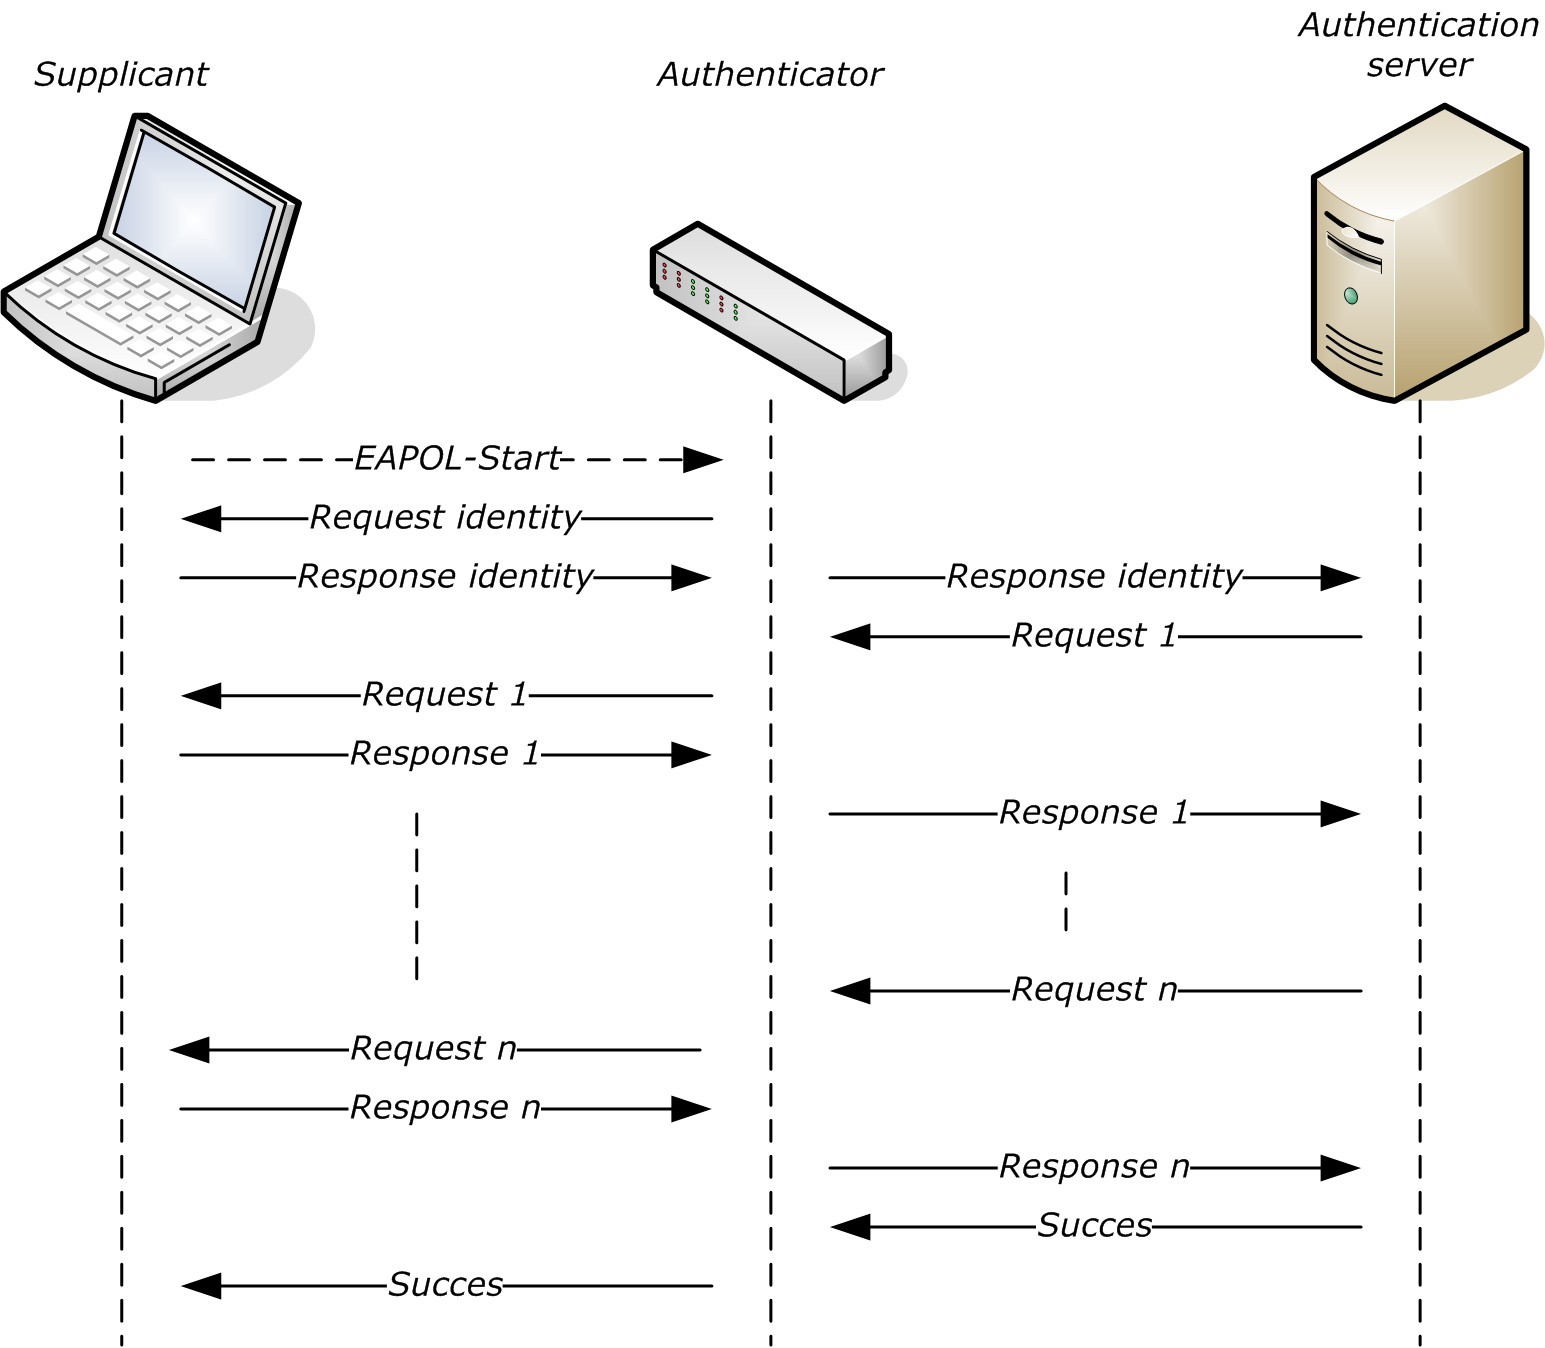 Supplicant
Authenticator
Authentication
server
EAPOL-Start
Request identity
Response identity
Response identity
Request 1
Request 1
Response 1
Response 1
Request n
Request n
Response n
Response n
Succes
Succes